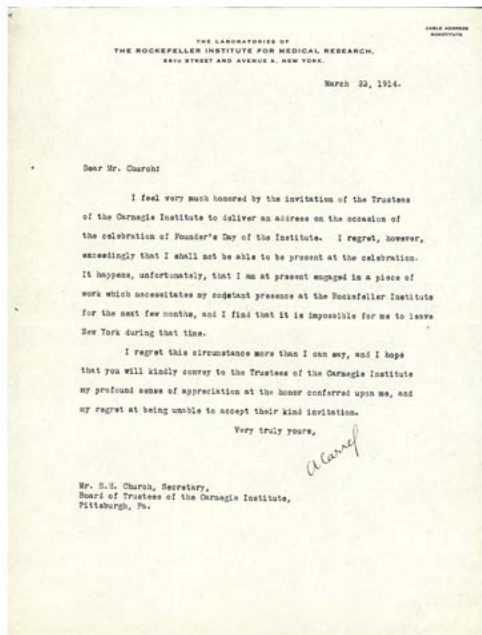 CABLE ADDRESS
ROKSTITUTE
THE LABORATORIES OF
THE ROCKEFELLER INSTITUTE FOR MEDICAL RESEARCH.
66TH STREET AND AVENUE A, NEW YORK.
March 23, 1914.
Dear Mr. Church:
I feel very much honored by the invitation of the Trustees
of the Carnegie Institute to deliver an address on the occasion of
the celebration of Founder's Day of the Institute. I regret, however,
exceedingly that I shall not be able to be present at the celebration.
It happens, unfortunately, that I am at present engaged in a piece of
work which necessitates my constant presence at the Rockefeller Institute
for the next few months, and I find that it is impossible for me to leave
New York during that time.
I regret this circumstance more than I can say, and I hope
that you will kindly convey to the Trustees of the Carnegie Institute
my profound sense of appreciation at the honor conferred upon me, and
my regret at being unable to accept their kind invitation.
Very truly yours,
A Carrel
Mr. S.H. Church, Secretary,
Board of Trustees of the Carnegie Institute,
Pittsburgh, Pa.